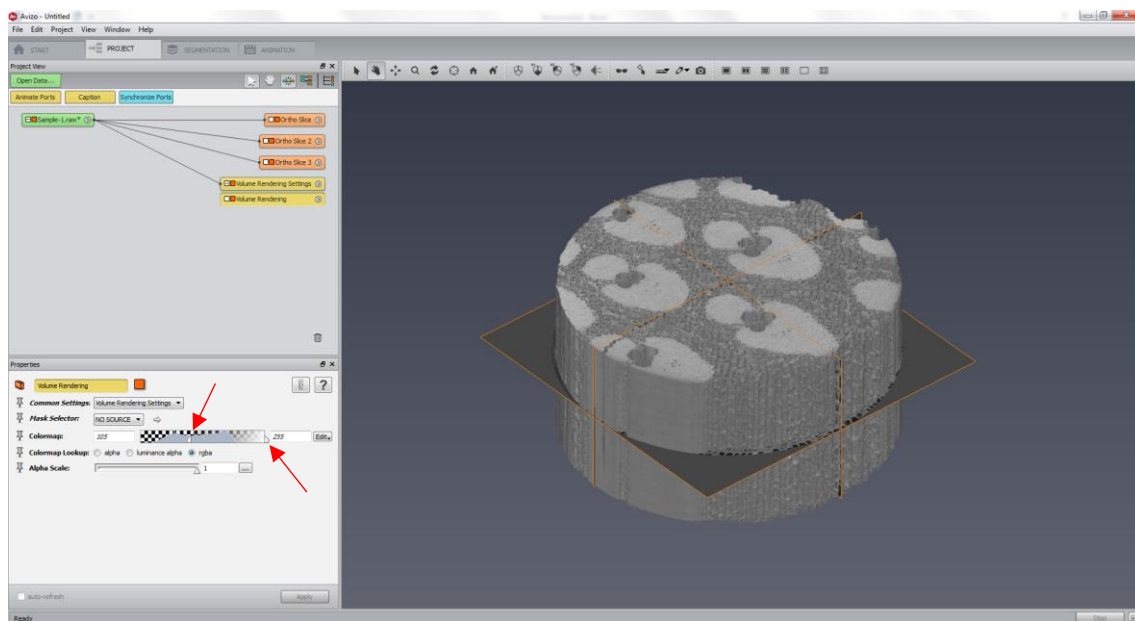 Avizo - Untitled
File Edit Project View Window Help
START PROJECT SEGMENTATION ANIMATION
Project View
Open Data...
Animate Ports Caption Synchronize Ports
Sample-1.raw* Ortho Slice
Ortho Slice 2
Ortho Slice 3
Volume Rendering Settings
Volume Rendering
Properties
Volume Rendering ?
Common Settings: Volume Rendering Settings
Mask Selector: NO SOURCE
Colormap: 105 255 Edit
Colormap Lookup: alpha luminance alpha rgba
Alpha Scale: 1 ...
auto-refresh Apply
Ready Stop